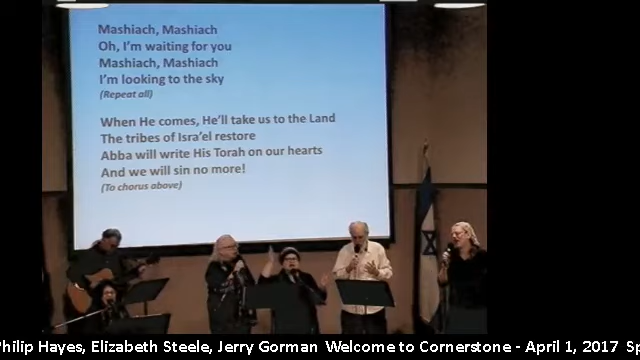 Mashiach, Mashiach
Oh, I'm waiting for you
Mashiach, Mashiach
I'm looking to the sky
(Repeat all)
When He comes, He'll take us to the Land
The tribes of Isra'el restore
Abba will write His Torah on our hearts
And we will sin no more!
(To chorus above)
Philip Hayes, Elizabeth Steele, Jerry Gorman Welcome to Cornerstone - April 1, 2017